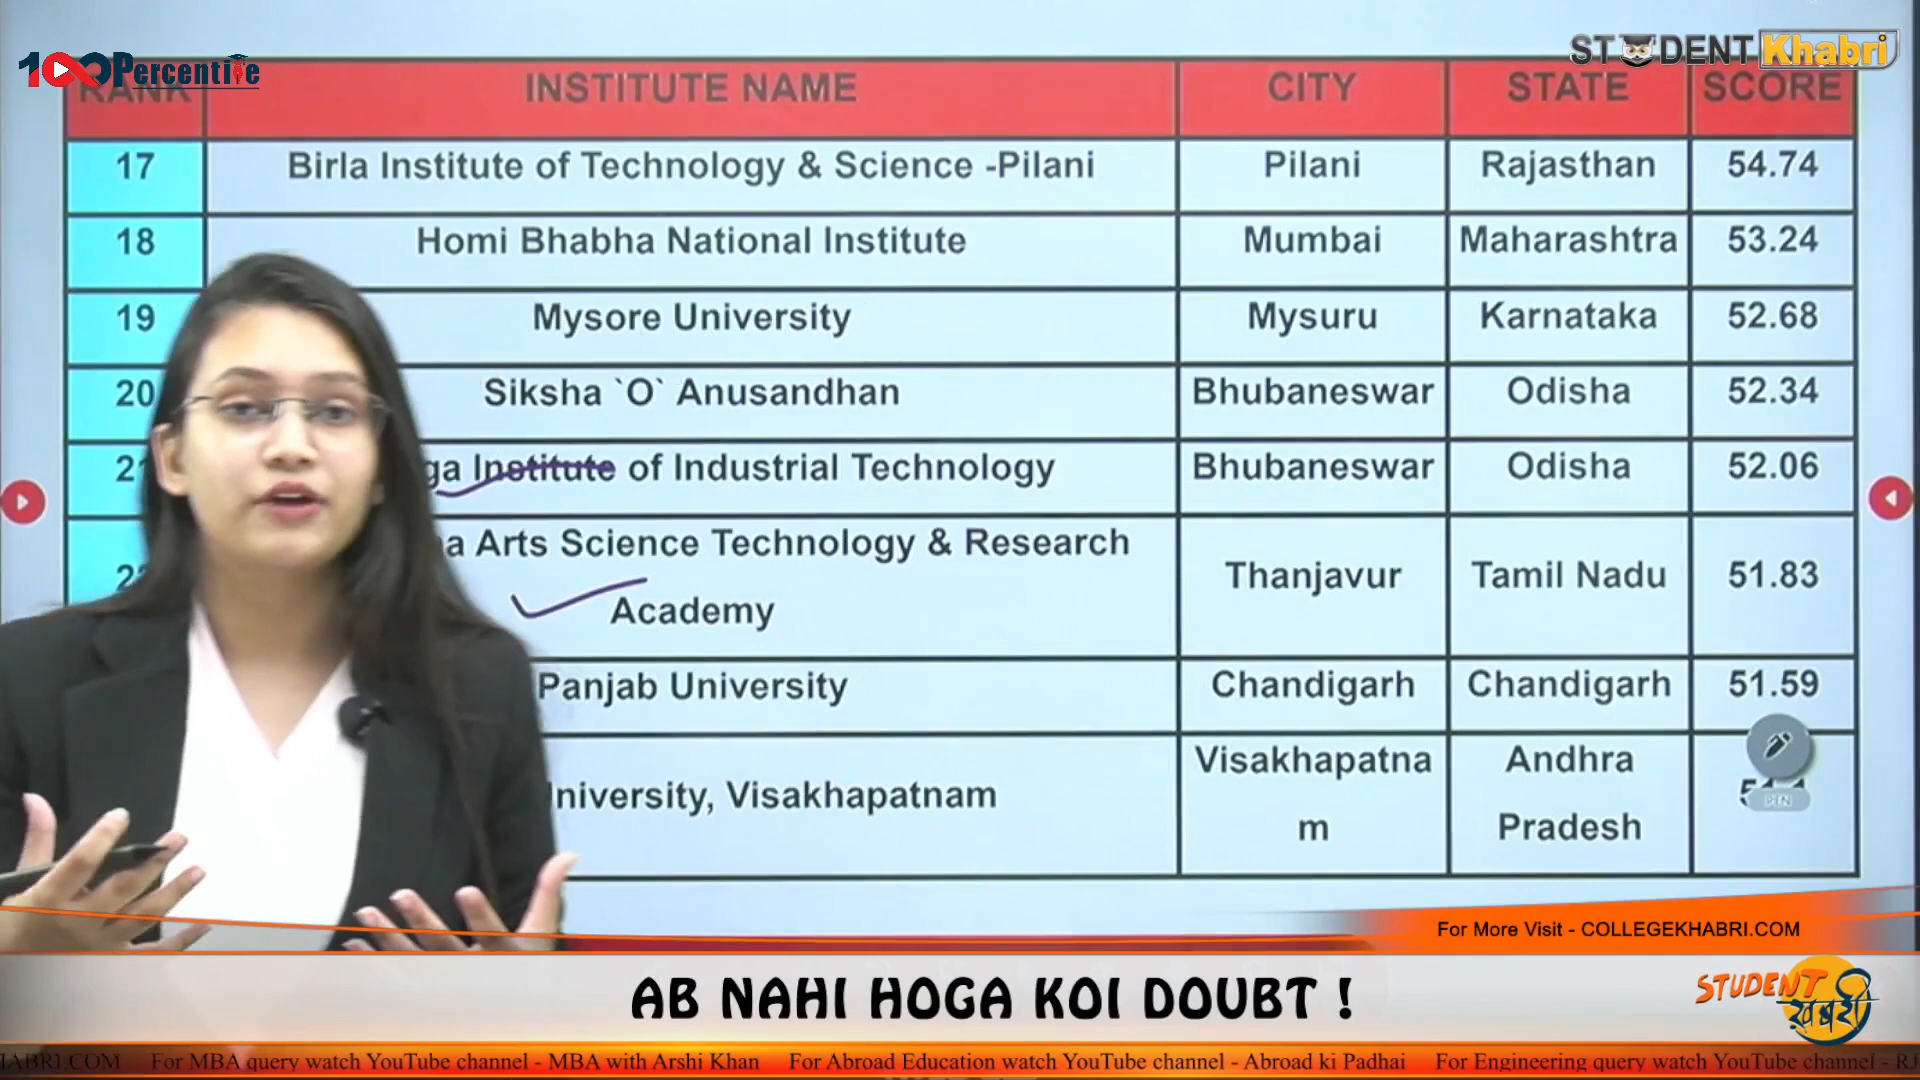 100Percentile
STUDENT Khabri
RANK INSTITUTE NAME CITY STATE SCORE
17 Birla Institute of Technology & Science -Pilani Pilani Rajasthan 54.74
18 Homi Bhabha National Institute Mumbai Maharashtra 53.24
19 Mysore University Mysuru Karnataka 52.68
20 Siksha `O` Anusandhan Bhubaneswar Odisha 52.34
ga Institute of Industrial Technology Bhubaneswar Odisha 52.06
Arts Science Technology & Research
Academy Thanjavur Tamil Nadu 51.83
Panjab University Chandigarh Chandigarh 51.59
Visakhapatna Andhra
niversity, Visakhapatnam
m Pradesh
PEN
For More Visit - COLLEGEKHABRI.COM
AB NAHI HOGA KOI DOUBT !
STUDENT
खबरी
HABRI.COM For MBA query watch YouTube channel - MBA with Arshi Khan For Abroad Education watch YouTube channel - Abroad ki Padhai For Engineering query watch YouTube channel - RJ